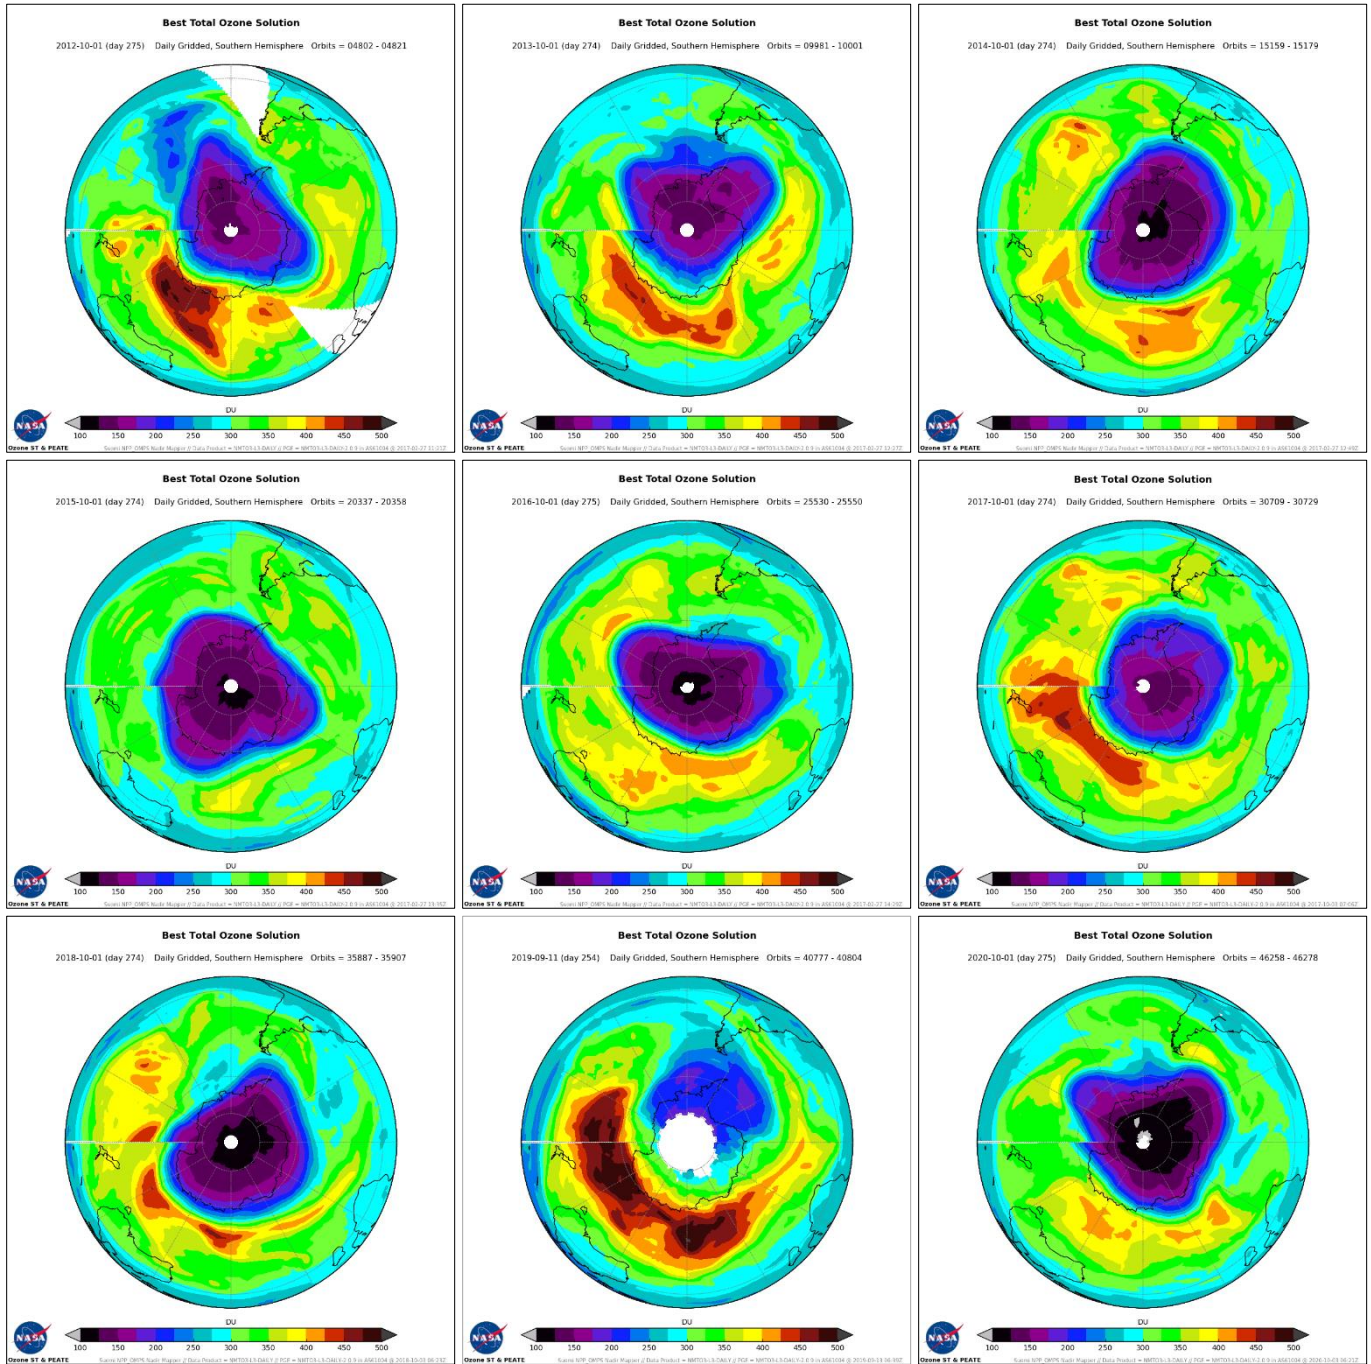 Best Total Ozone Solution
2012-10-01 (day 275) Daily Gridded, Southern Hemisphere Orbits = 04802 - 04821
DU
100 150 200 250 300 350 400 450 500
NASA
Ozone ST & PEATE
Best Total Ozone Solution
2013-10-01 (day 274) Daily Gridded, Southern Hemisphere Orbits = 09981 - 10001
DU
100 150 200 250 300 350 400 450 500
NASA
Ozone ST & PEATE
Best Total Ozone Solution
2014-10-01 (day 274) Daily Gridded, Southern Hemisphere Orbits = 15159 - 15179
DU
100 150 200 250 300 350 400 450 500
NASA
Ozone ST & PEATE
Best Total Ozone Solution
2015-10-01 (day 274) Daily Gridded, Southern Hemisphere Orbits = 20337 - 20358
DU
100 150 200 250 300 350 400 450 500
NASA
Ozone ST & PEATE
Best Total Ozone Solution
2016-10-01 (day 275) Daily Gridded, Southern Hemisphere Orbits = 25530 - 25550
DU
100 150 200 250 300 350 400 450 500
NASA
Ozone ST & PEATE
Best Total Ozone Solution
2017-10-01 (day 274) Daily Gridded, Southern Hemisphere Orbits = 30709 - 30729
DU
100 150 200 250 300 350 400 450 500
NASA
Ozone ST & PEATE
Best Total Ozone Solution
2018-10-01 (day 274) Daily Gridded, Southern Hemisphere Orbits = 35887 - 35907
DU
100 150 200 250 300 350 400 450 500
NASA
Ozone ST & PEATE
Best Total Ozone Solution
2019-09-11 (day 254) Daily Gridded, Southern Hemisphere Orbits = 40777 - 40804
DU
100 150 200 250 300 350 400 450 500
NASA
Ozone ST & PEATE
Best Total Ozone Solution
2020-10-01 (day 275) Daily Gridded, Southern Hemisphere Orbits = 46258 - 46278
DU
100 150 200 250 300 350 400 450 500
NASA
Ozone ST & PEATE